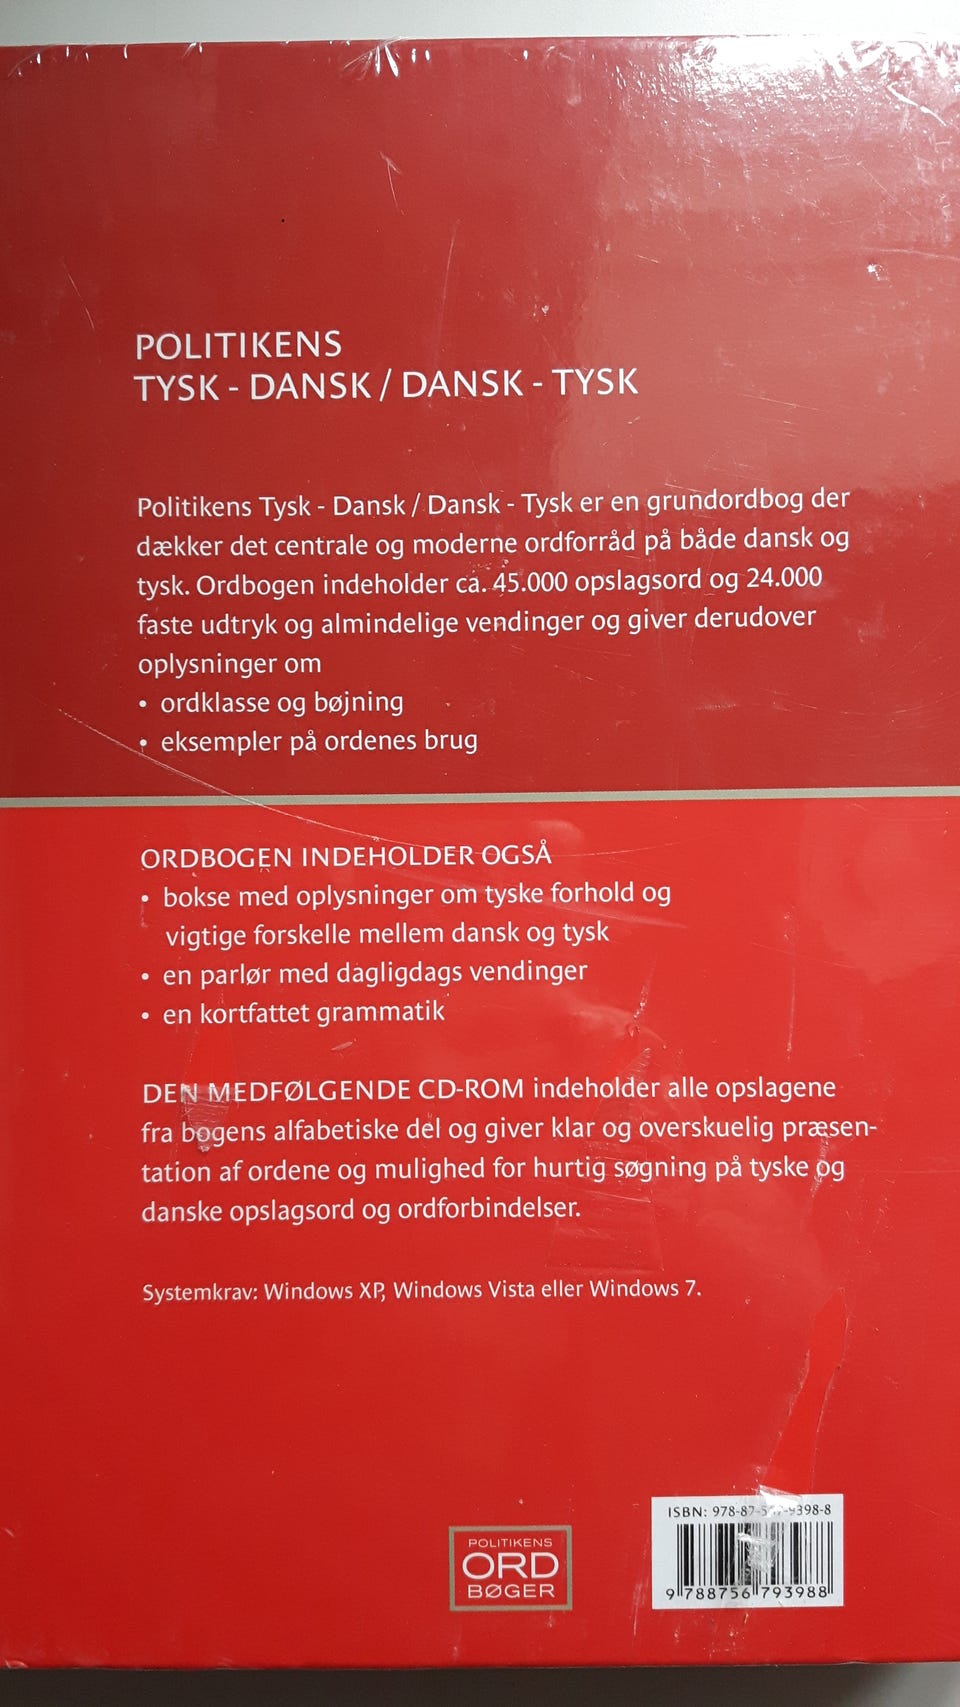 POLITIKENS
TYSK - DANSK / DANSK - TYSK
Politikens Tysk - Dansk / Dansk - Tysk er en grundordbog der
dækker det centrale og moderne ordforråd på både dansk og
tysk. Ordbogen indeholder ca. 45.000 opslagsord og 24.000
faste udtryk og almindelige vendinger og giver derudover
oplysninger om
• ordklasse og bøjning
• eksempler på ordenes brug
ORDBOGEN INDEHOLDER OGSÅ
• bokse med oplysninger om tyske forhold og
vigtige forskelle mellem dansk og tysk
• en parlør med dagligdags vendinger
• en kortfattet grammatik
DEN MEDFØLGENDE CD-ROM indeholder alle opslagene
fra bogens alfabetiske del og giver klar og overskuelig præsen-
tation af ordene og mulighed for hurtig søgning på tyske og
danske opslagsord og ordforbindelser.
Systemkrav: Windows XP, Windows Vista eller Windows 7.
POLITIKENS
ORD
BØGER
ISBN:
9 788756 793988